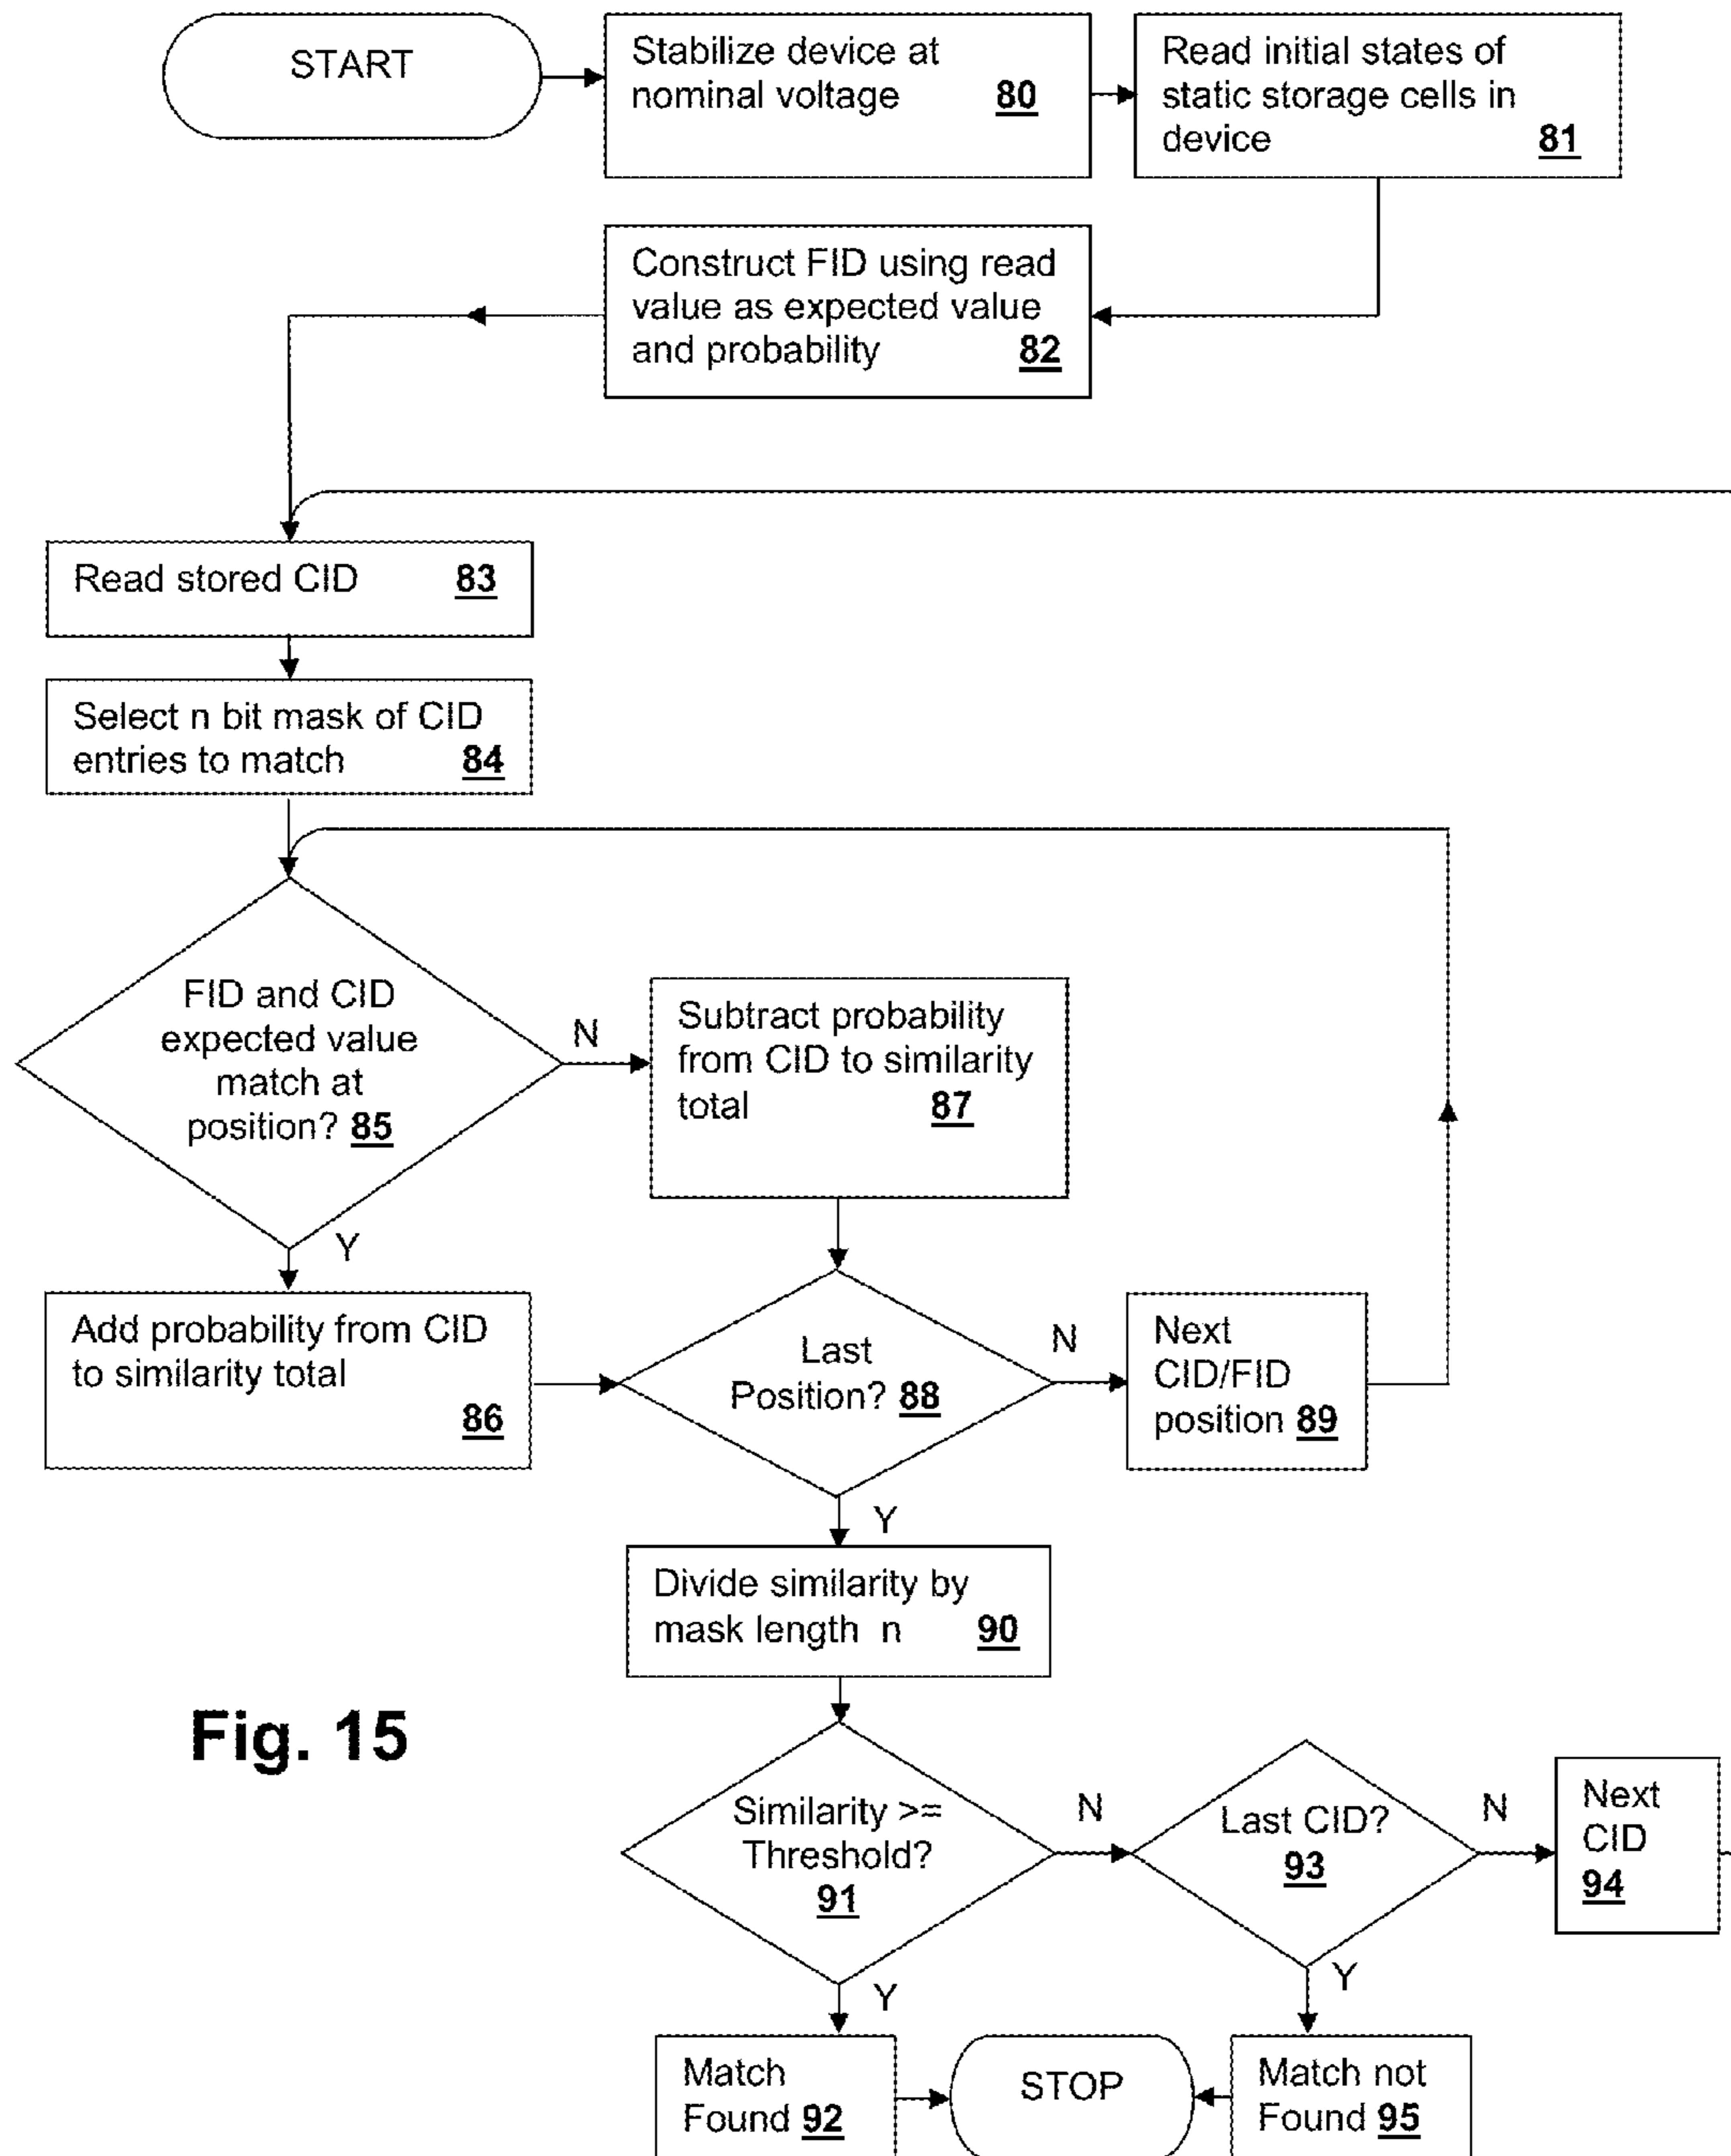 START
Stabilize device at
nominal voltage 80
Read initial states of
static storage cells in
device 81
Construct FID using read
value as expected value
and probability 82
Read stored CID 83
Select n bit mask of CID
entries to match 84
FID and CID
expected value
match at
position? 85
N
Subtract probability
from CID to similarity
total 87
Y
Add probability from CID
to similarity total
86
Last
Position? 88
N
Next
CID/FID
position 89
Y
Divide similarity by
mask length n 90
Fig. 15
Similarity >=
Threshold?
91
N
Last CID?
93
N
Next
CID
94
Y
Y
Match
Found 92
STOP
Match not
Found 95